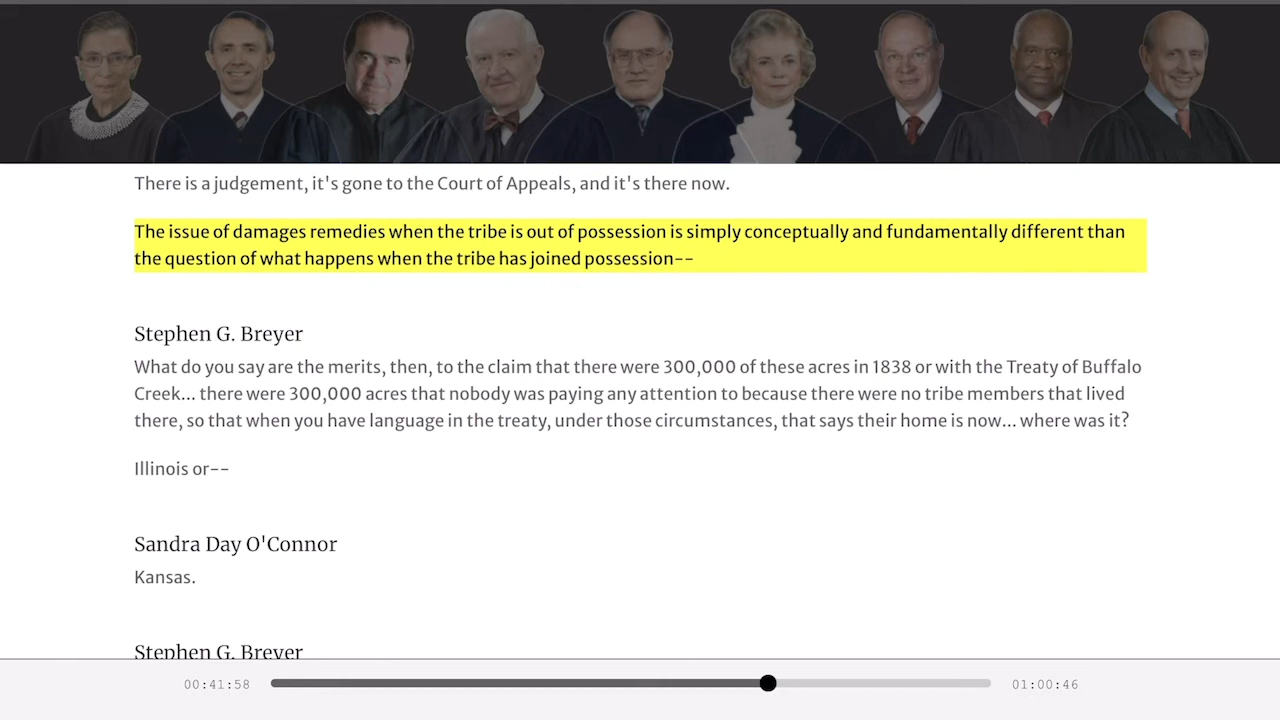 There is a judgement, it's gone to the Court of Appeals, and it's there now.
The issue of damages remedies when the tribe is out of possession is simply conceptually and fundamentally different than
the question of what happens when the tribe has joined possession--
Stephen G. Breyer
What do you say are the merits, then, to the claim that there were 300,000 of these acres in 1838 or with the Treaty of Buffalo
Creek... there were 300,000 acres that nobody was paying any attention to because there were no tribe members that lived
there, so that when you have language in the treaty, under those circumstances, that says their home is now... where was it?
Illinois or--
Sandra Day O'Connor
Kansas.
Stephen G. Breyer
00:41:58
01:00:46